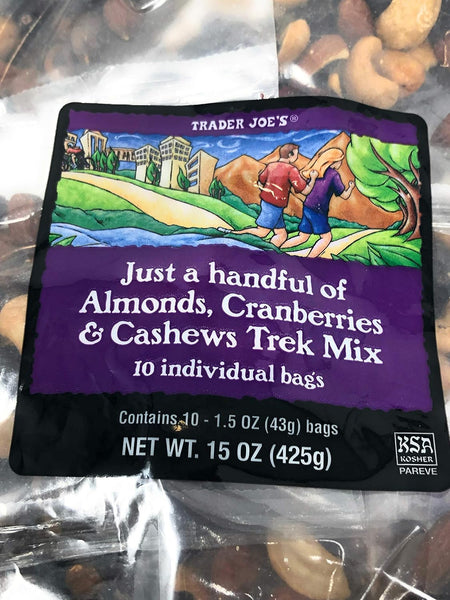 TRADER JOE'S®
Just a handful of
Almonds, Cranberries
& Cashews Trek Mix
10 individual bags
Contains 10 - 1.5 OZ (43g) bags
NET WT. 15 OZ (425g)
KSA
KOSHER
PAREVE